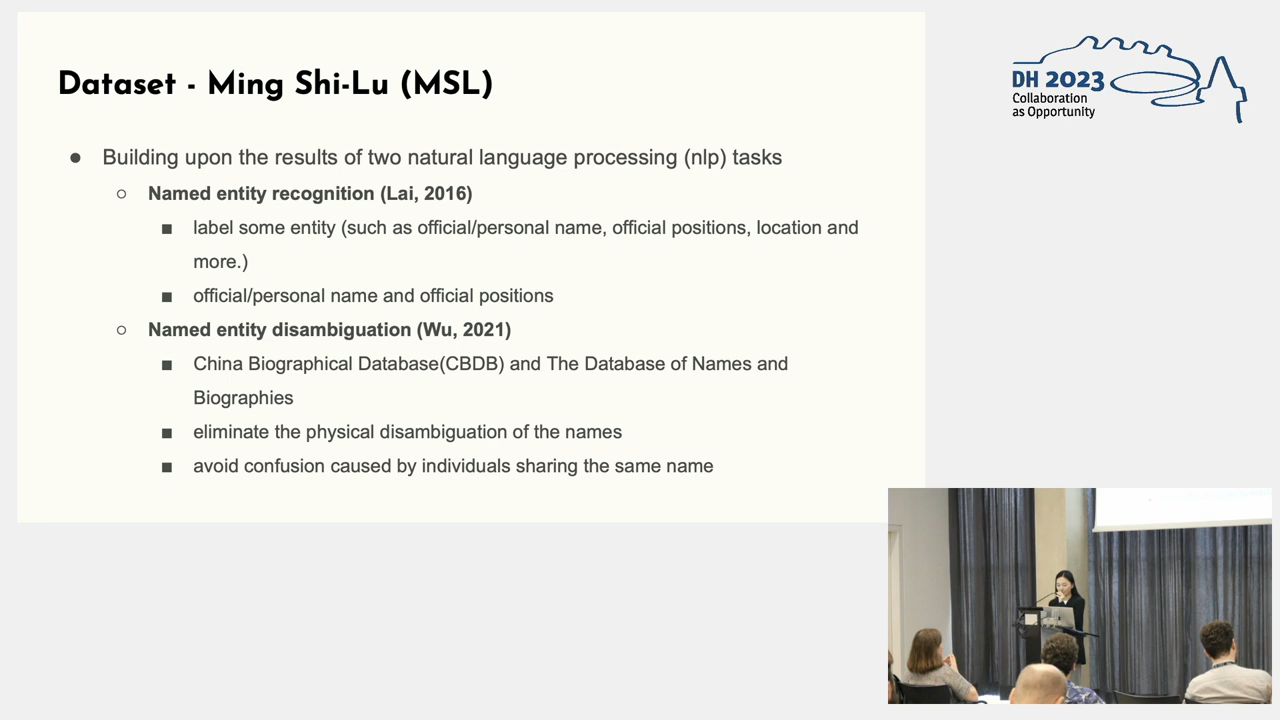 Dataset - Ming Shi-Lu (MSL)
● Building upon the results of two natural language processing (nlp) tasks
○ Named entity recognition (Lai, 2016)
■ label some entity (such as official/personal name, official positions, location and
more.)
■ official/personal name and official positions
○ Named entity disambiguation (Wu, 2021)
■ China Biographical Database(CBDB) and The Database of Names and
Biographies
■ eliminate the physical disambiguation of the names
■ avoid confusion caused by individuals sharing the same name
DH 2023
Collaboration
as Opportunity